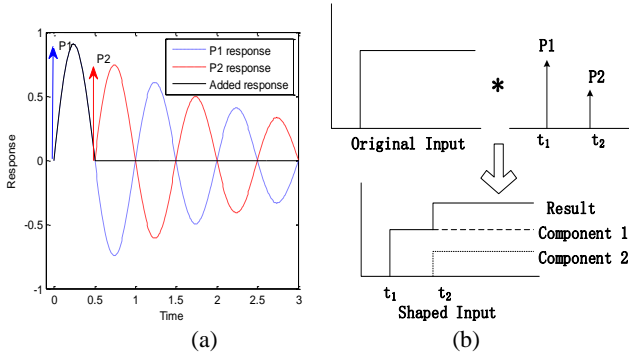 P1
P2
P1 response
P2 response
Added response
1
0.5
0
-0.5
-1
Response
0
0.5
1
1.5
2
2.5
3
Time
(a)
Original Input
*
P1
P2
t1
t2
Result
Component 1
Component 2
t1
t2
Shaped Input
(b)